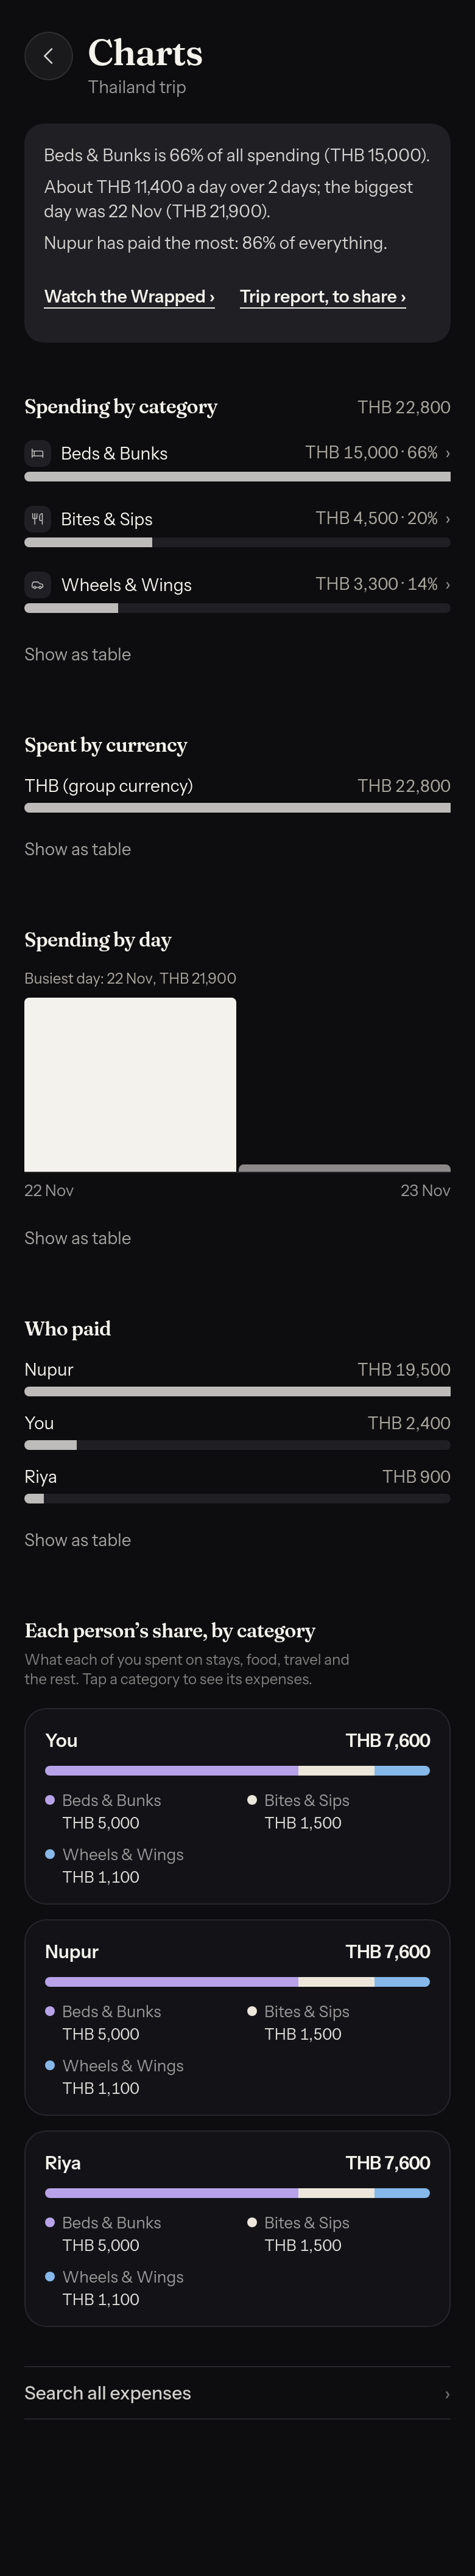 Charts
Thailand trip
Beds & Bunks is 66% of all spending (THB 15,000).
About THB 11,400 a day over 2 days; the biggest
day was 22 Nov (THB 21,900).
Nupur has paid the most: 86% of everything.
Watch the Wrapped › Trip report, to share ›
Spending by category THB 22,800
Beds & Bunks THB 15,000 · 66% ›
Bites & Sips THB 4,500 · 20% ›
Wheels & Wings THB 3,300 · 14% ›
Show as table
Spent by currency
THB (group currency) THB 22,800
Show as table
Spending by day
Busiest day: 22 Nov, THB 21,900
22 Nov 23 Nov
Show as table
Who paid
Nupur THB 19,500
You THB 2,400
Riya THB 900
Show as table
Each person’s share, by category
What each of you spent on stays, food, travel and
the rest. Tap a category to see its expenses.
You THB 7,600
Beds & Bunks Bites & Sips
THB 5,000 THB 1,500
Wheels & Wings
THB 1,100
Nupur THB 7,600
Beds & Bunks Bites & Sips
THB 5,000 THB 1,500
Wheels & Wings
THB 1,100
Riya THB 7,600
Beds & Bunks Bites & Sips
THB 5,000 THB 1,500
Wheels & Wings
THB 1,100
Search all expenses ›